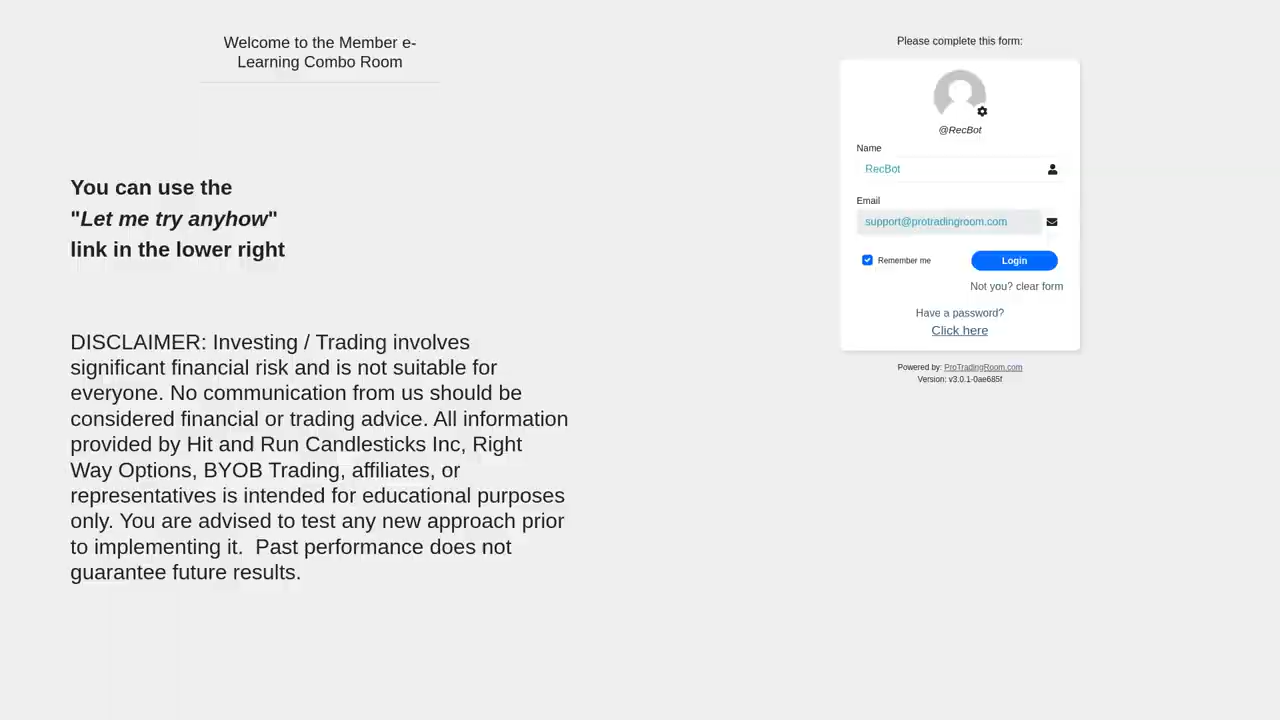 Welcome to the Member e-
Learning Combo Room
You can use the
"Let me try anyhow"
link in the lower right
DISCLAIMER: Investing / Trading involves
significant financial risk and is not suitable for
everyone. No communication from us should be
considered financial or trading advice. All information
provided by Hit and Run Candlesticks Inc, Right
Way Options, BYOB Trading, affiliates, or
representatives is intended for educational purposes
only. You are advised to test any new approach prior
to implementing it.  Past performance does not
guarantee future results.
Please complete this form:
@RecBot
Name
RecBot
Email
support@protradingroom.com
Remember me
Login
Not you? clear form
Have a password?
Click here
Powered by: ProTradingRoom.com
Version: v3.0.1-0ae685f